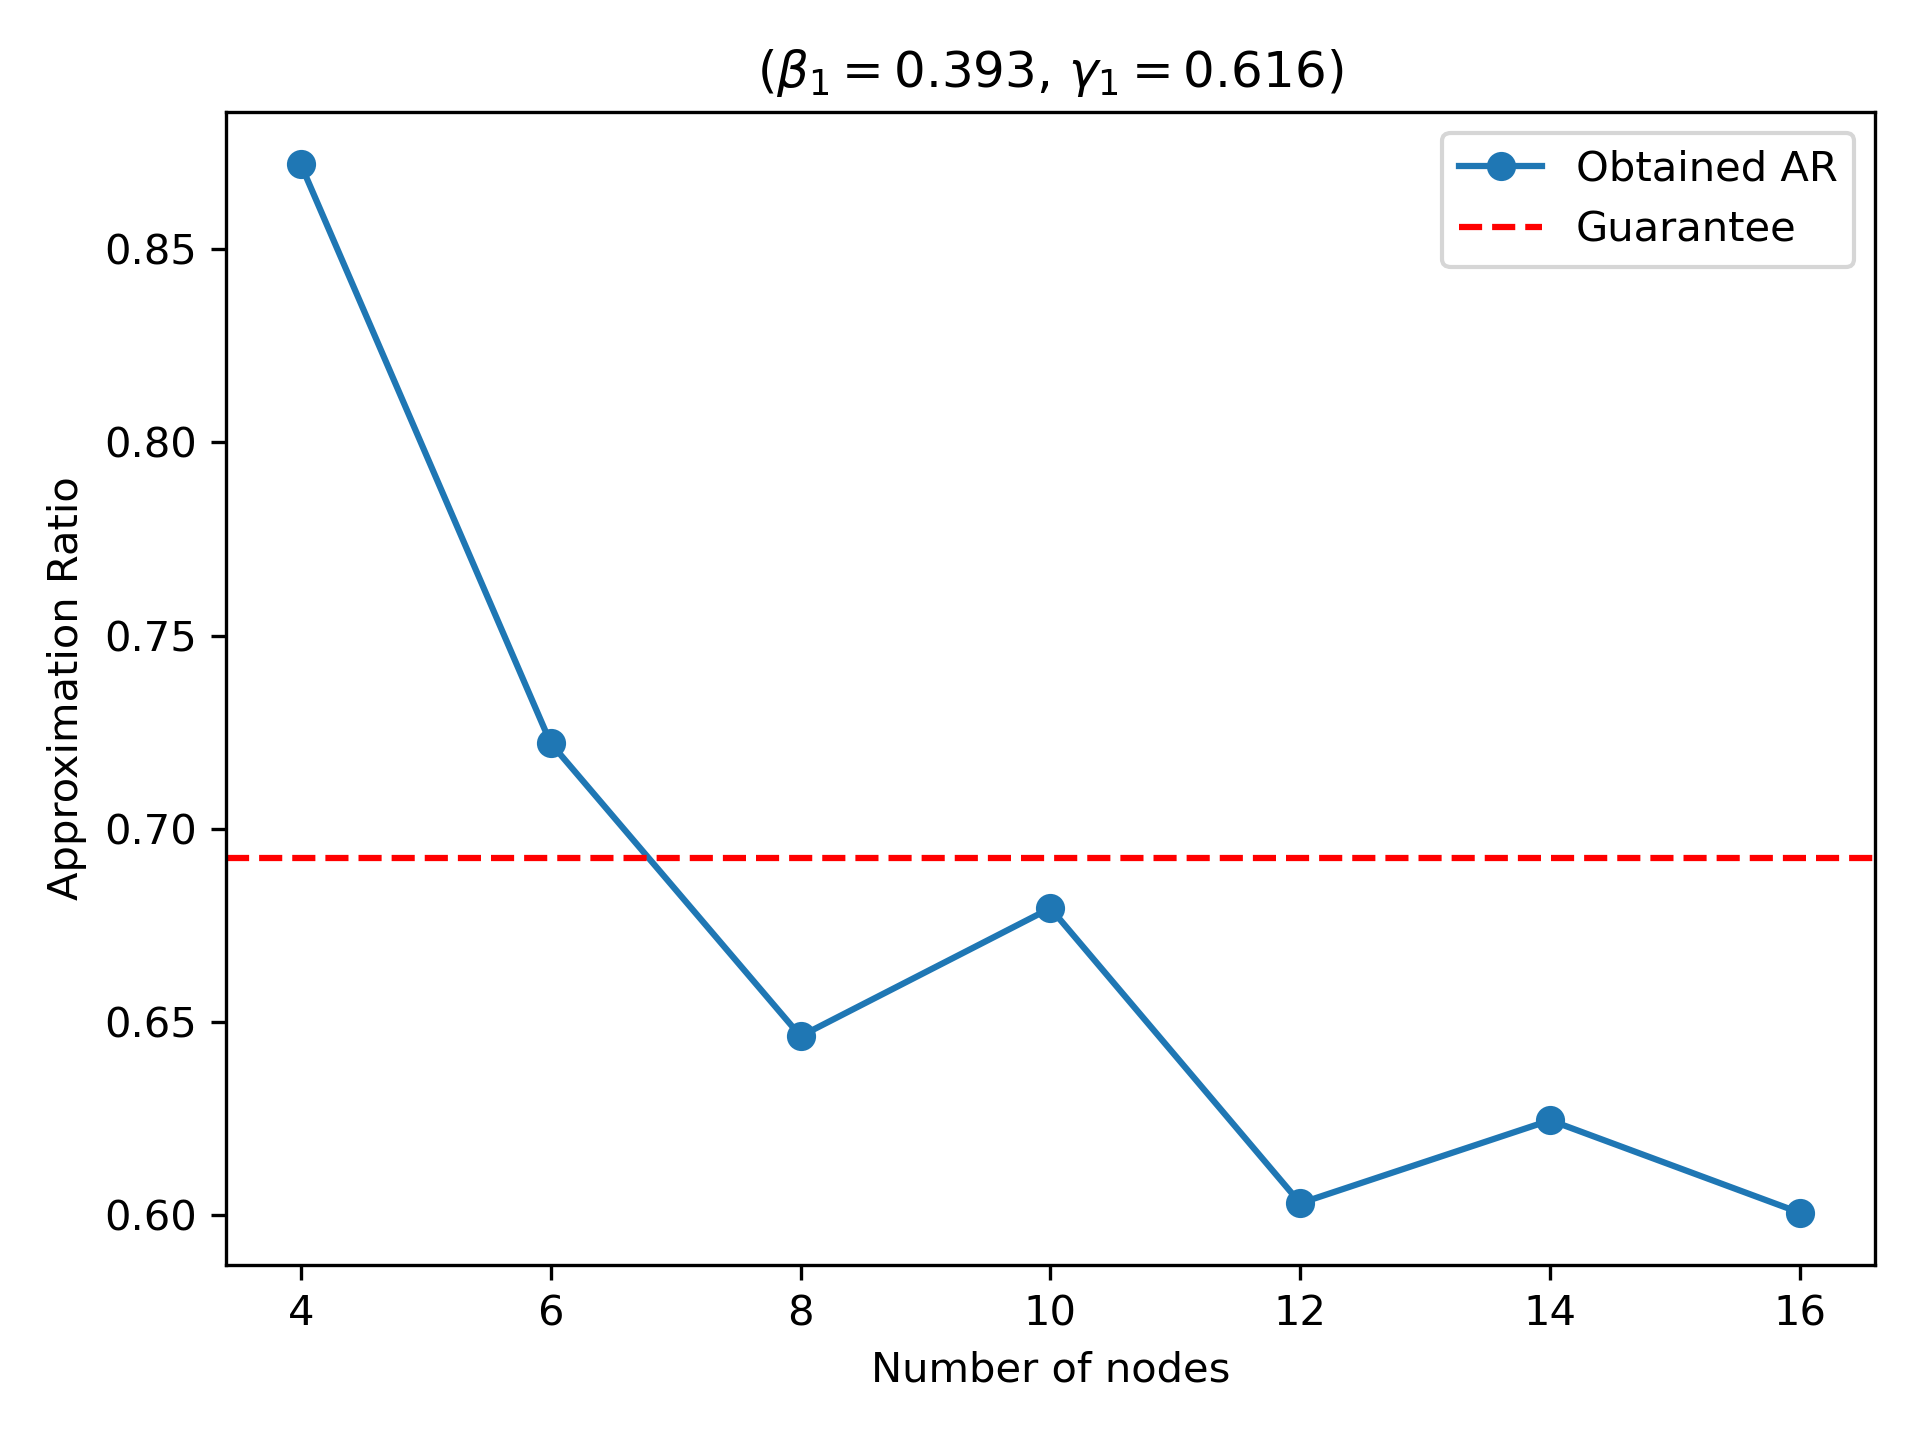 (β₁ = 0.393, γ₁ = 0.616)
Obtained AR
Guarantee
Approximation Ratio
0.85
0.80
0.75
0.70
0.65
0.60
4 6 8 10 12 14 16
Number of nodes